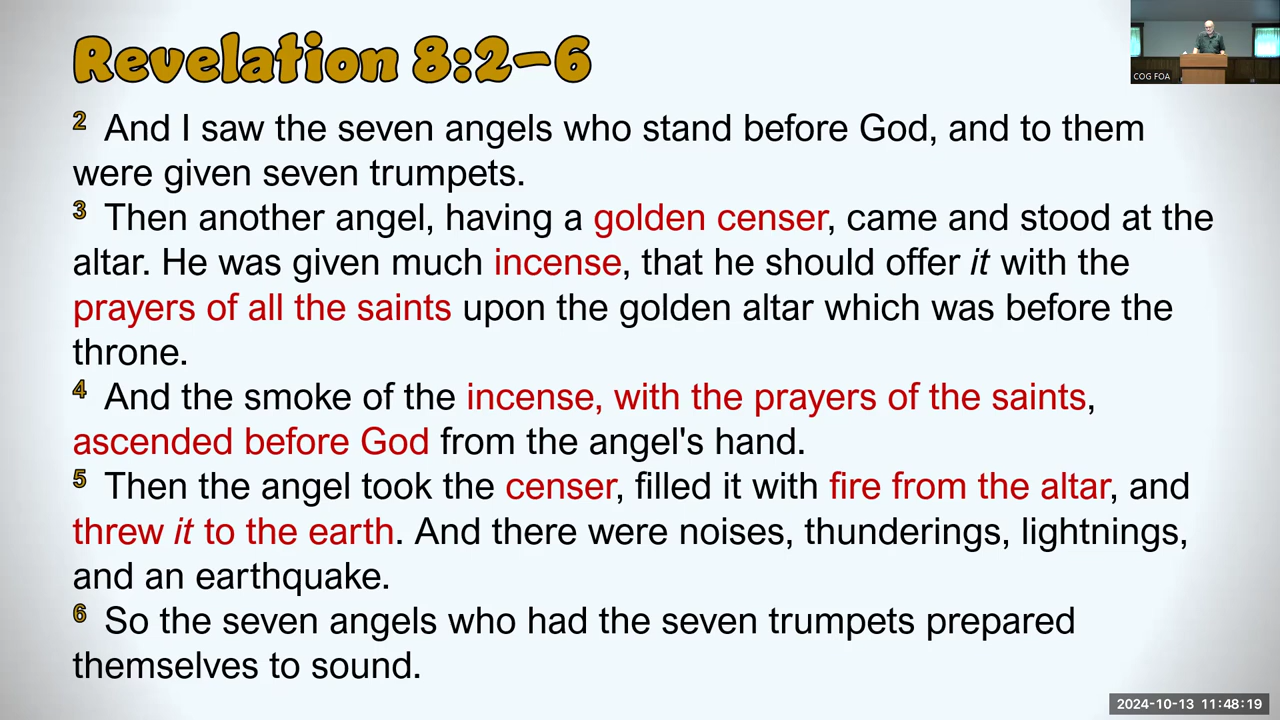 Revelation 8:2–6
COG FOA
2 And I saw the seven angels who stand before God, and to them
were given seven trumpets.
3 Then another angel, having a golden censer, came and stood at the
altar. He was given much incense, that he should offer it with the
prayers of all the saints upon the golden altar which was before the
throne.
4 And the smoke of the incense, with the prayers of the saints,
ascended before God from the angel's hand.
5 Then the angel took the censer, filled it with fire from the altar, and
threw it to the earth. And there were noises, thunderings, lightnings,
and an earthquake.
6 So the seven angels who had the seven trumpets prepared
themselves to sound.
2024-10-13 11:48:19